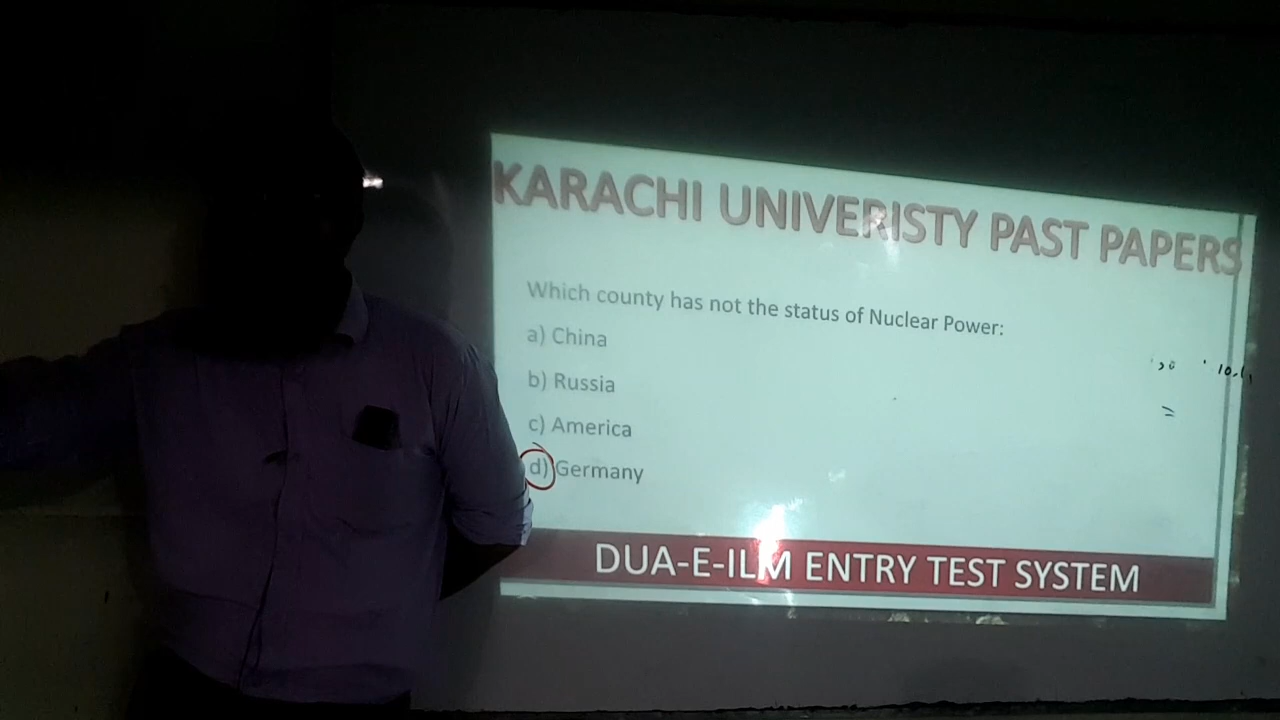 KARACHI UNIVERISTY PAST PAPERS
Which county has not the status of Nuclear Power:
a) China
b) Russia
c) America
d) Germany
DUA-E-ILM ENTRY TEST SYSTEM